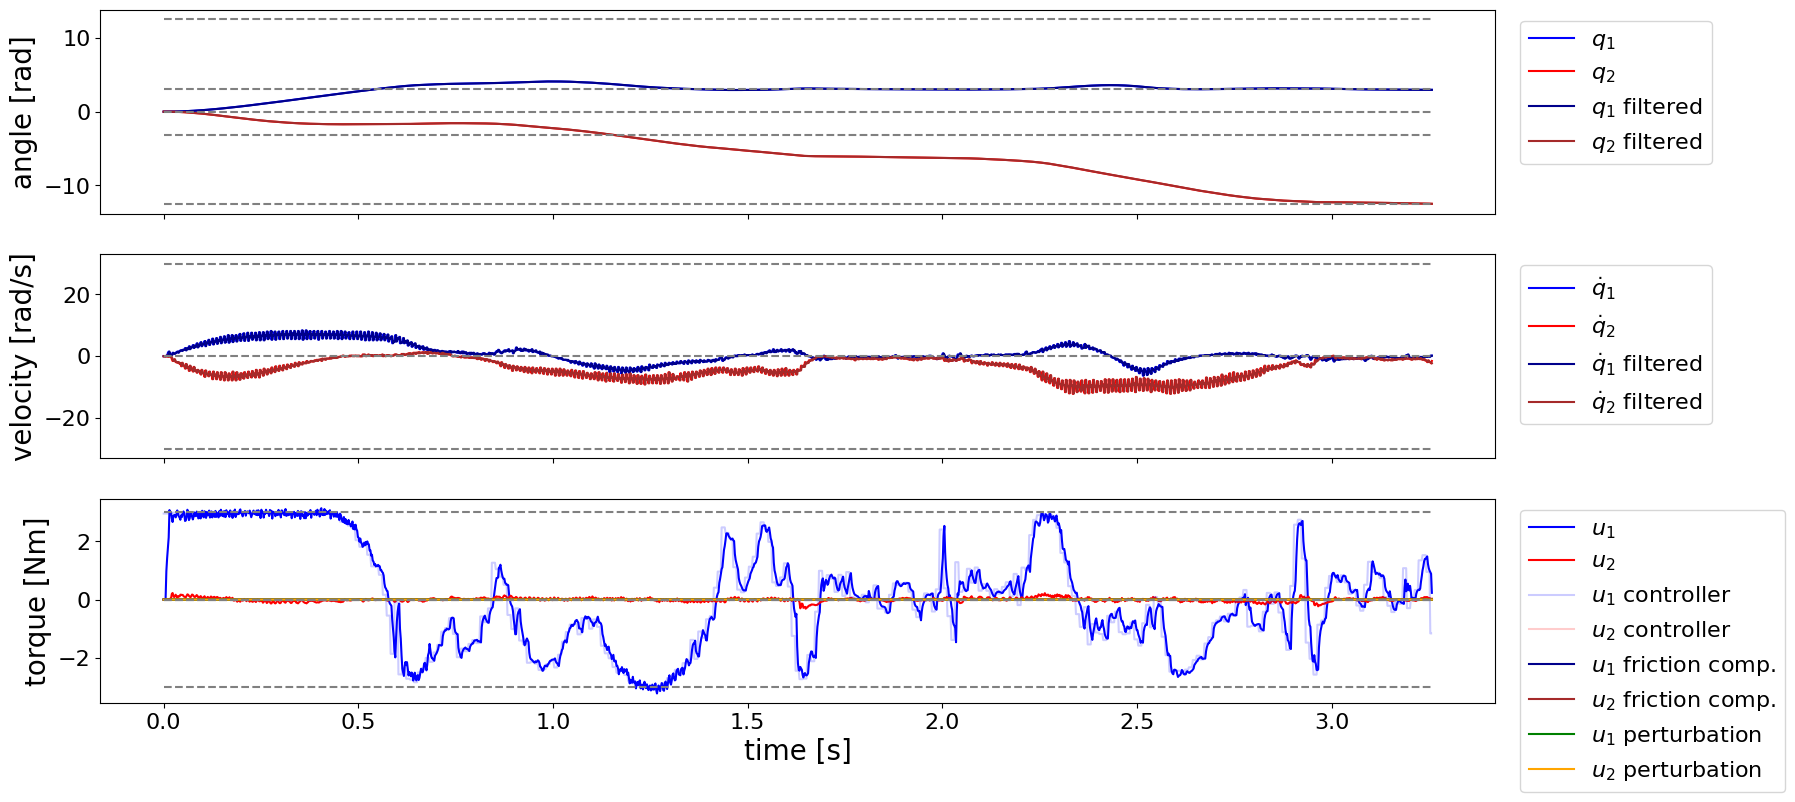 angle [rad]
10
0
−10
q₁
q₂
q₁ filtered
q₂ filtered
velocity [rad/s]
20
0
−20
q̇₁
q̇₂
q̇₁ filtered
q̇₂ filtered
torque [Nm]
2
0
−2
0.0 0.5 1.0 1.5 2.0 2.5 3.0
time [s]
u₁
u₂
u₁ controller
u₂ controller
u₁ friction comp.
u₂ friction comp.
u₁ perturbation
u₂ perturbation